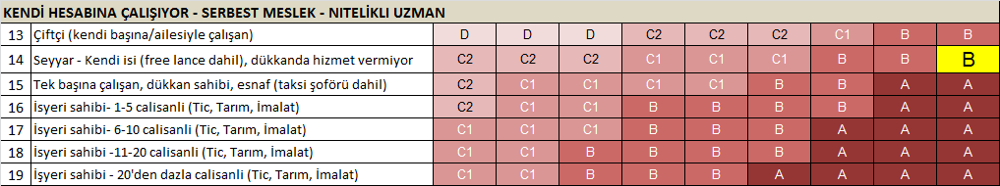 KENDİ HESABINA ÇALIŞIYOR - SERBEST MESLEK - NITELİKLI UZMAN
13 Çiftçi (kendi başına/ailesiyle çalışan) D D D C2 C2 C2 C1 B B
14 Seyyar - Kendi isi (free lance dahil), dükkanda hizmet vermiyor C2 C2 C2 C1 C1 C1 B B B
15 Tek başına çalışan, dükkan sahibi, esnaf (taksi şoförü dahil) C2 C1 C1 C1 C1 B B A A
16 İsyeri sahibi- 1-5 calisanli (Tic, Tarım, İmalat) C2 C1 C1 B B B B A A
17 İsyeri sahibi- 6-10 calisanli (Tic, Tarım, İmalat) C1 C1 C1 B B B A A A
18 İsyeri sahibi -11-20 calisanli (Tic, Tarım, İmalat) C1 C1 B B B B A A A
19 İşyeri sahibi - 20'den dazla calisanli (Tic, Tarım, İmalat) C1 C1 B B B A A A A